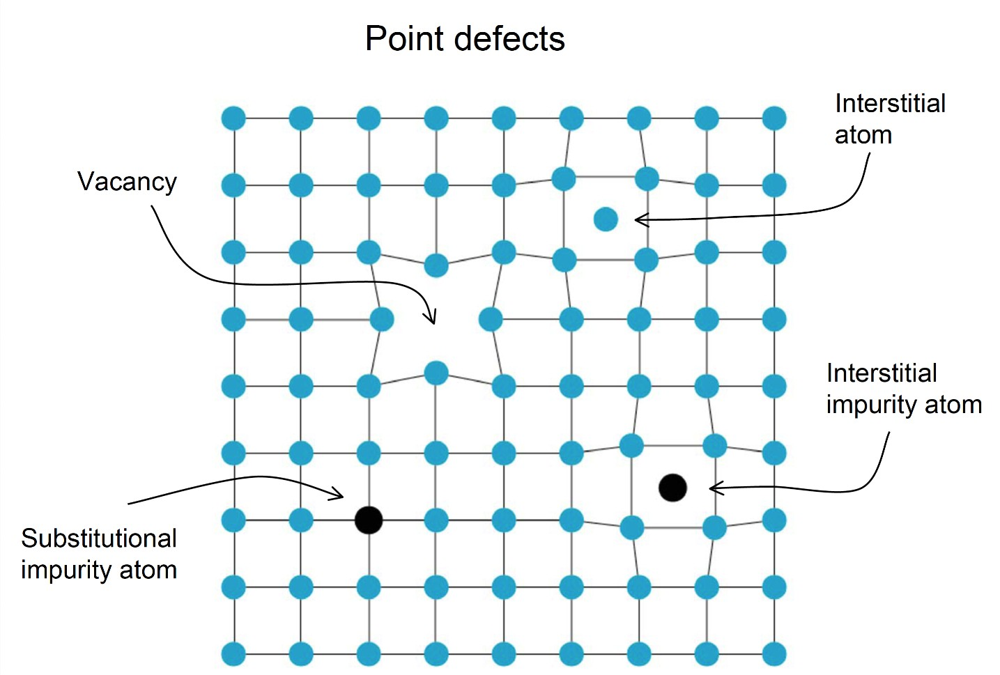 Point defects
Interstitial
atom
Vacancy
Interstitial
impurity atom
Substitutional
impurity atom